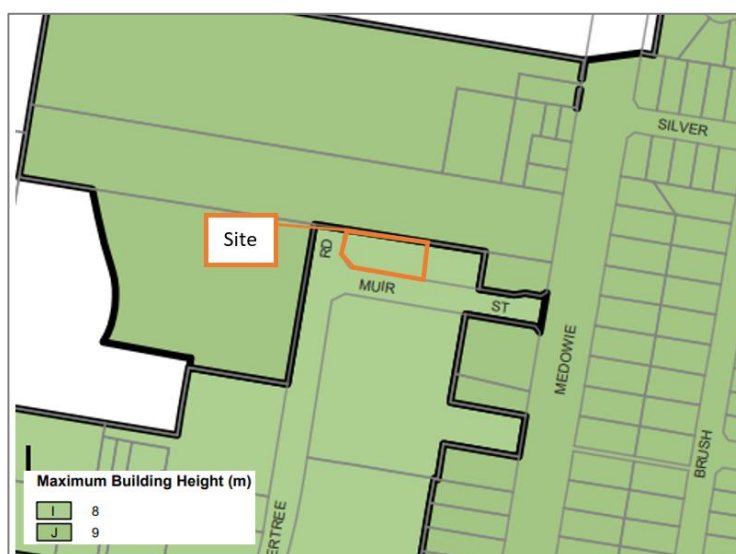 SILVER
Site
RD
MUIR
ST
MEDOWIE
BRUSH
ERTREE
Maximum Building Height (m)
I 8
J 9